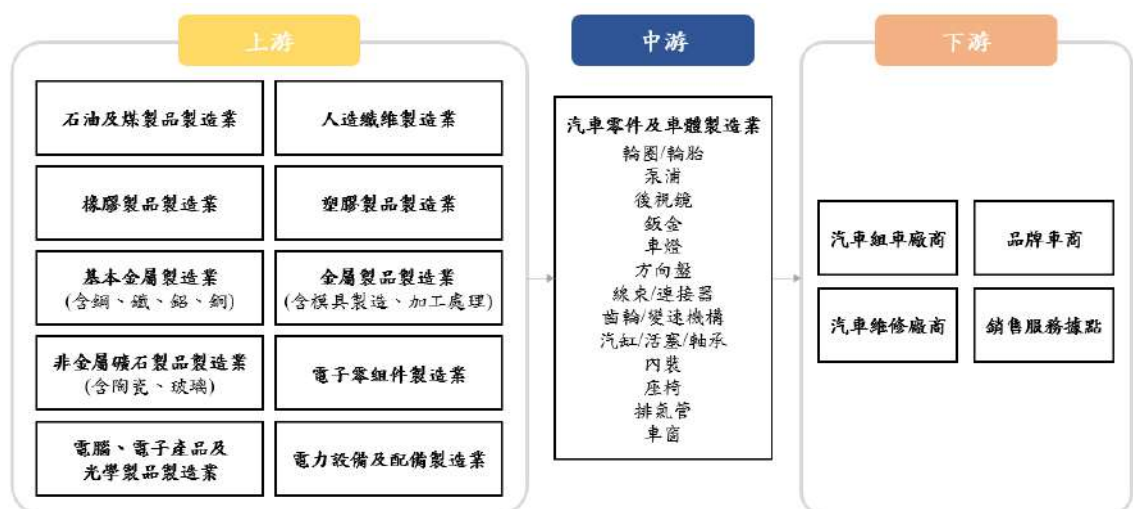 上游
石油及煤製品製造業
人造纖維製造業
橡膠製品製造業
塑膠製品製造業
基本金屬製造業
(含鋼、鐵、鋁、銅)
金屬製品製造業
(含模具製造、加工處理)
非金屬礦石製品製造業
(含陶瓷、玻璃)
電子零組件製造業
電腦、電子產品及
光學製品製造業
電力設備及配備製造業
中游
汽車零件及車體製造業
輪圈/輪胎
泵浦
後視鏡
鈑金
車燈
方向盤
線束/連接器
齒輪/變速機構
汽缸/活塞/軸承
內裝
座椅
排氣管
車窗
下游
汽車組車廠商
品牌車商
汽車維修廠商
銷售服務據點